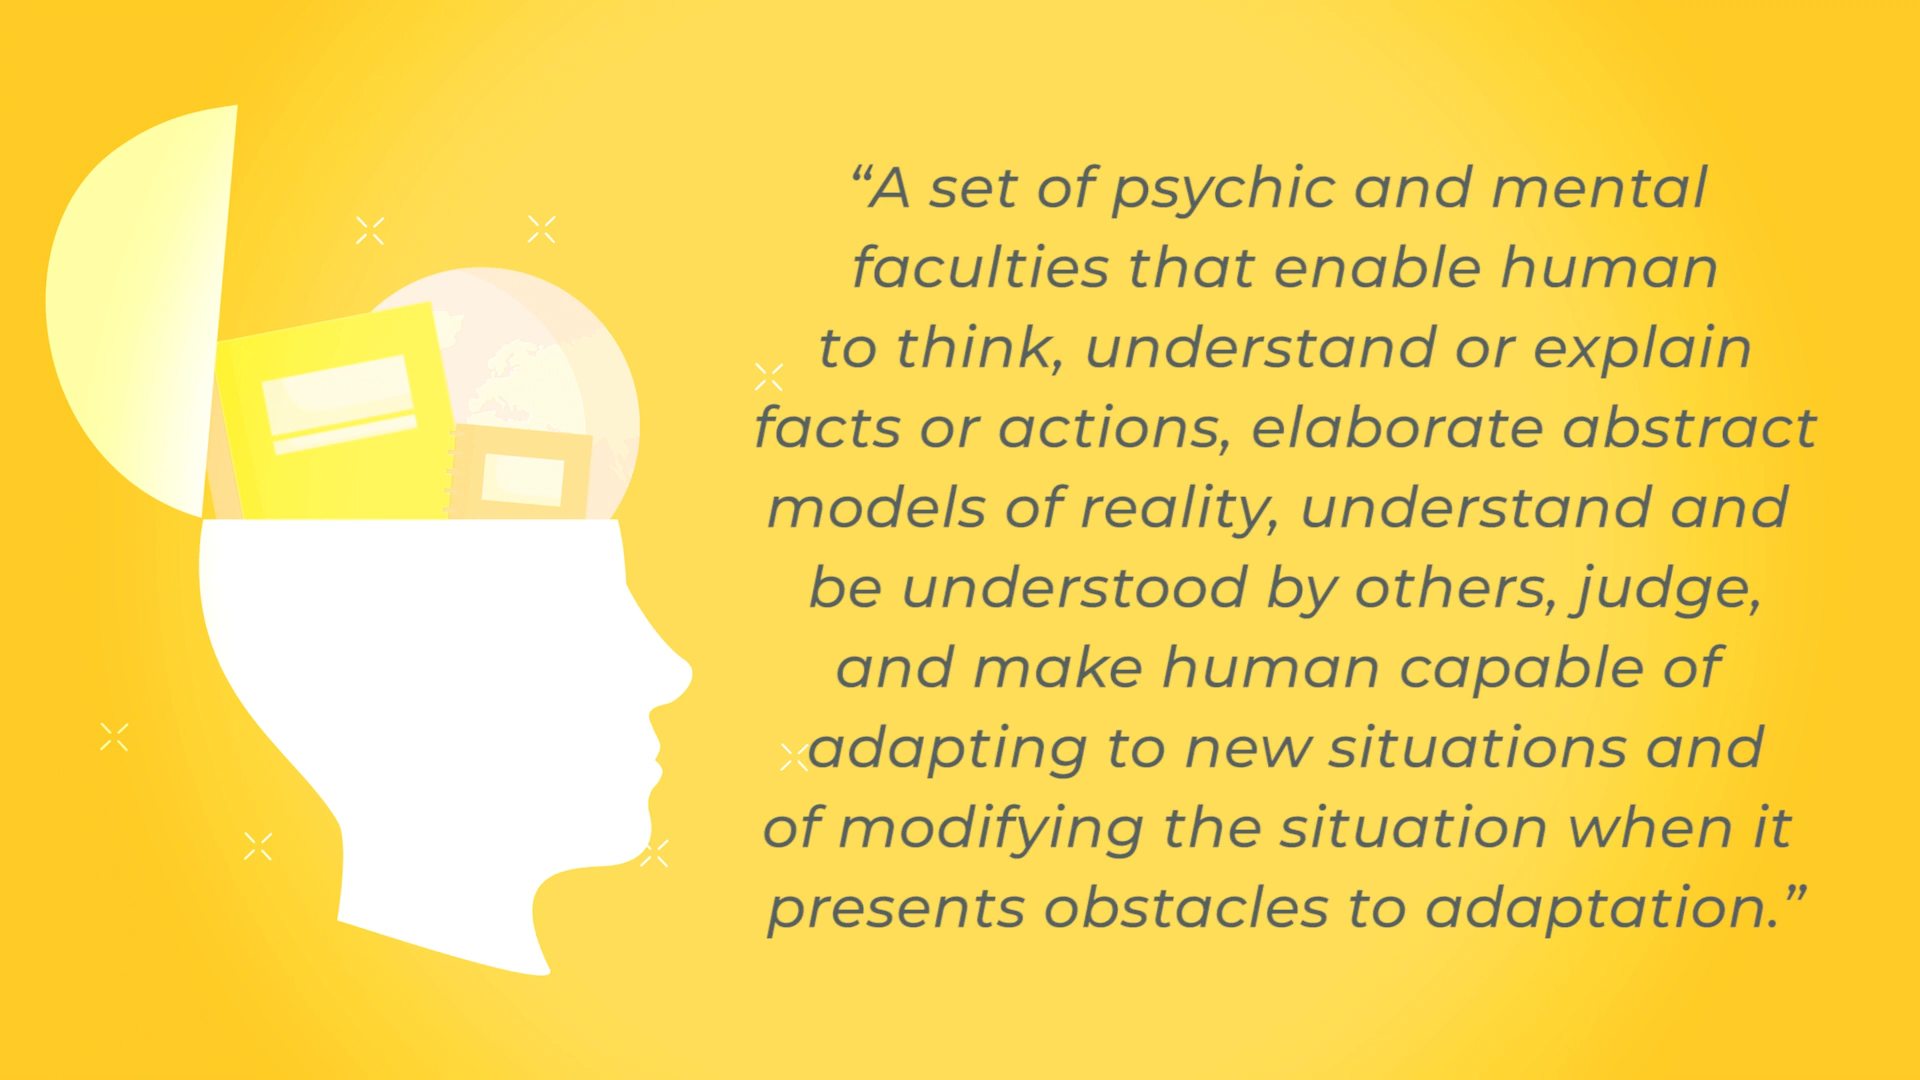 “A set of psychic and mental
faculties that enable human
to think, understand or explain
facts or actions, elaborate abstract
models of reality, understand and
be understood by others, judge,
and make human capable of
adapting to new situations and
of modifying the situation when it
presents obstacles to adaptation.”